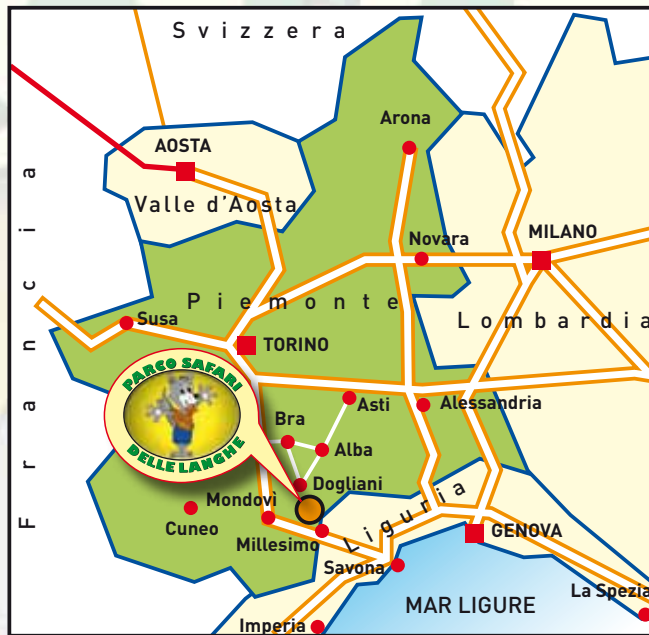 Svizzera
Arona
AOSTA
Valle d'Aosta
Novara
MILANO
Francia
Piemonte
Susa
Lombardia
TORINO
PARCO SAFARI
DELLE LANGHE
Asti
Alessandria
Bra
Alba
Dogliani
Mondovì
Cuneo
Millesimo
Liguria
GENOVA
Savona
La Spezia
MAR LIGURE
Imperia